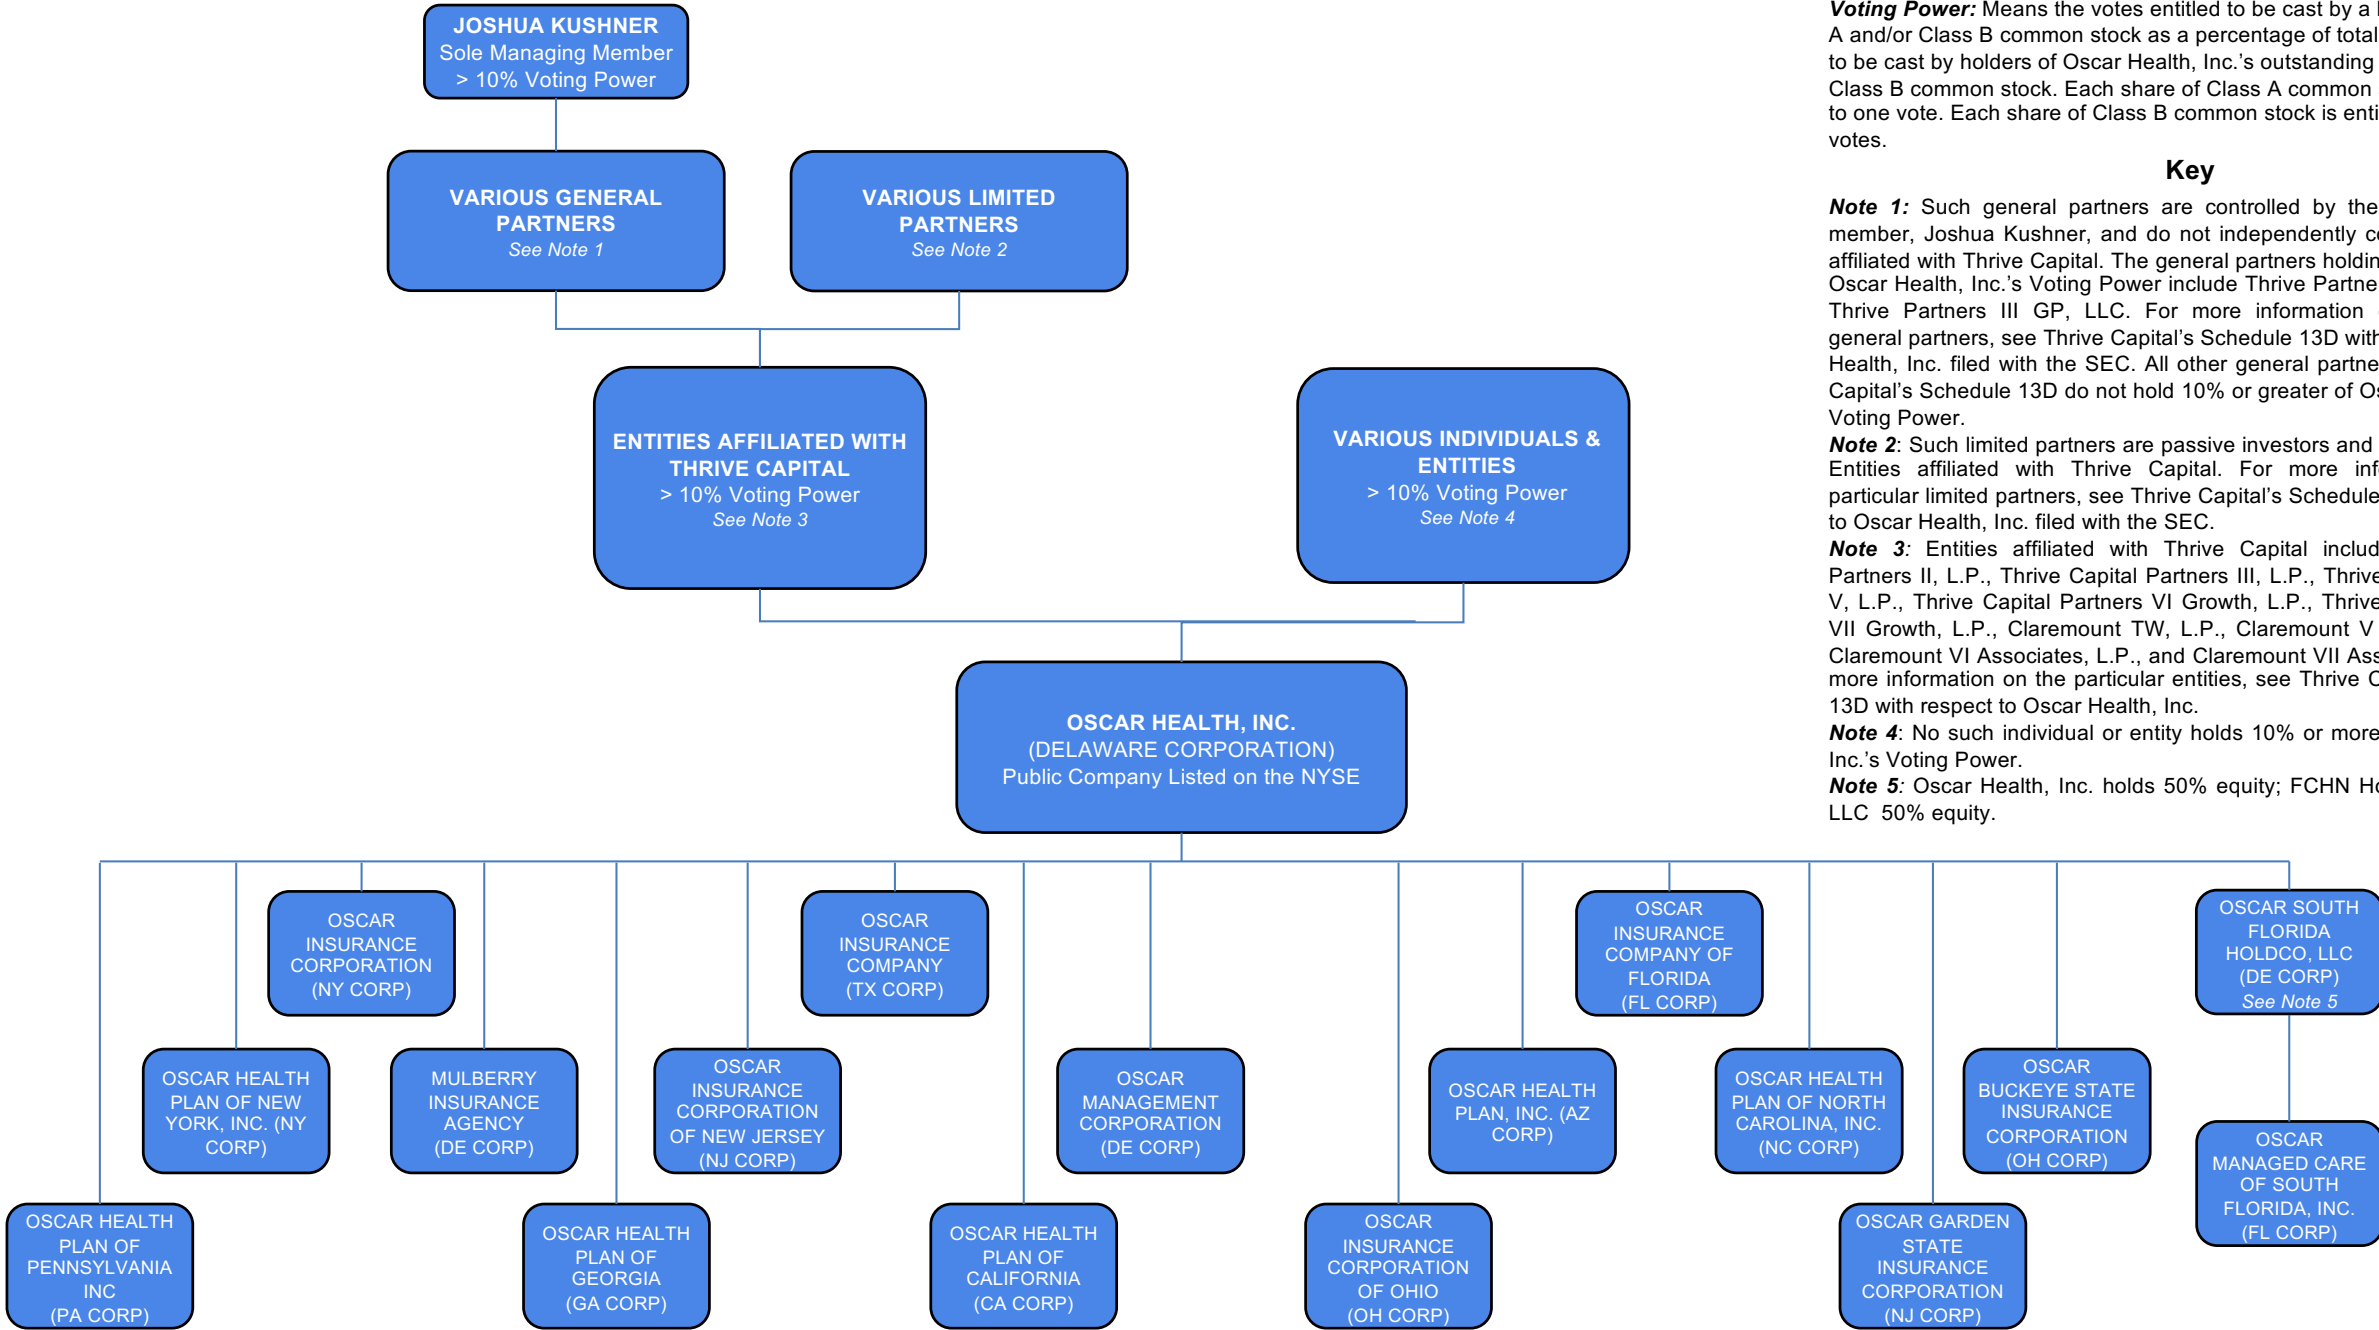 JOSHUA KUSHNER
Sole Managing Member
> 10% Voting Power
VARIOUS GENERAL
PARTNERS
See Note 1
VARIOUS LIMITED
PARTNERS
See Note 2
ENTITIES AFFILIATED WITH
THRIVE CAPITAL
> 10% Voting Power
See Note 3
VARIOUS INDIVIDUALS &
ENTITIES
> 10% Voting Power
See Note 4
OSCAR HEALTH, INC.
(DELAWARE CORPORATION)
Public Company Listed on the NYSE
Voting Power: Means the votes entitled to be cast by a
A and/or Class B common stock as a percentage of total
to be cast by holders of Oscar Health, Inc.'s outstanding
Class B common stock. Each share of Class A common
to one vote. Each share of Class B common stock is
votes.
Key
Note 1: Such general partners are controlled by the
member, Joshua Kushner, and do not independently
affiliated with Thrive Capital. The general partners
Oscar Health, Inc.'s Voting Power include Thrive
Thrive Partners III GP, LLC. For more information
general partners, see Thrive Capital's Schedule 13D with
Health, Inc. filed with the SEC. All other general
Capital's Schedule 13D do not hold 10% or greater of
Voting Power.
Note 2: Such limited partners are passive investors and
Entities affiliated with Thrive Capital. For more
particular limited partners, see Thrive Capital's Schedule
to Oscar Health, Inc. filed with the SEC.
Note 3: Entities affiliated with Thrive Capital
Partners II, L.P., Thrive Capital Partners III, L.P., Thrive
V, L.P., Thrive Capital Partners VI Growth, L.P., Thrive
VII Growth, L.P., Claremount TW, L.P., Claremount V
Claremount VI Associates, L.P., and Claremount VII
more information on the particular entities, see Thrive
13D with respect to Oscar Health, Inc.
Note 4: No such individual or entity holds 10% or more
Inc.'s Voting Power.
Note 5: Oscar Health, Inc. holds 50% equity; FCHN
LLC 50% equity.
OSCAR
INSURANCE
CORPORATION
(NY CORP)
OSCAR
INSURANCE
COMPANY
(TX CORP)
OSCAR
INSURANCE
COMPANY OF
FLORIDA
(FL CORP)
OSCAR SOUTH
FLORIDA
HOLDCO, LLC
(DE CORP)
See Note 5
OSCAR HEALTH
PLAN OF NEW
YORK, INC. (NY
CORP)
MULBERRY
INSURANCE
AGENCY
(DE CORP)
OSCAR
INSURANCE
CORPORATION
OF NEW JERSEY
(NJ CORP)
OSCAR
MANAGEMENT
CORPORATION
(DE CORP)
OSCAR HEALTH
PLAN, INC. (AZ
CORP)
OSCAR HEALTH
PLAN OF NORTH
CAROLINA, INC.
(NC CORP)
OSCAR
BUCKEYE STATE
INSURANCE
CORPORATION
(OH CORP)
OSCAR
MANAGED CARE
OF SOUTH
FLORIDA, INC.
(FL CORP)
OSCAR HEALTH
PLAN OF
PENNSYLVANIA
INC
(PA CORP)
OSCAR HEALTH
PLAN OF
GEORGIA
(GA CORP)
OSCAR HEALTH
PLAN OF
CALIFORNIA
(CA CORP)
OSCAR
INSURANCE
CORPORATION
OF OHIO
(OH CORP)
OSCAR GARDEN
STATE
INSURANCE
CORPORATION
(NJ CORP)